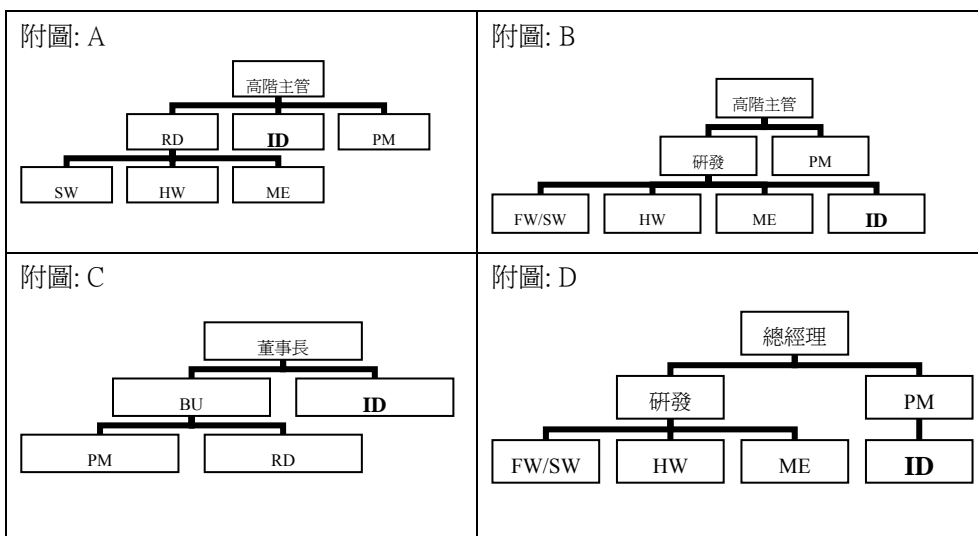 附圖: A
高階主管
RD
ID
PM
SW
HW
ME
附圖: B
高階主管
研發
PM
FW/SW
HW
ME
ID
附圖: C
董事長
BU
ID
PM
RD
附圖: D
總經理
研發
PM
FW/SW
HW
ME
ID